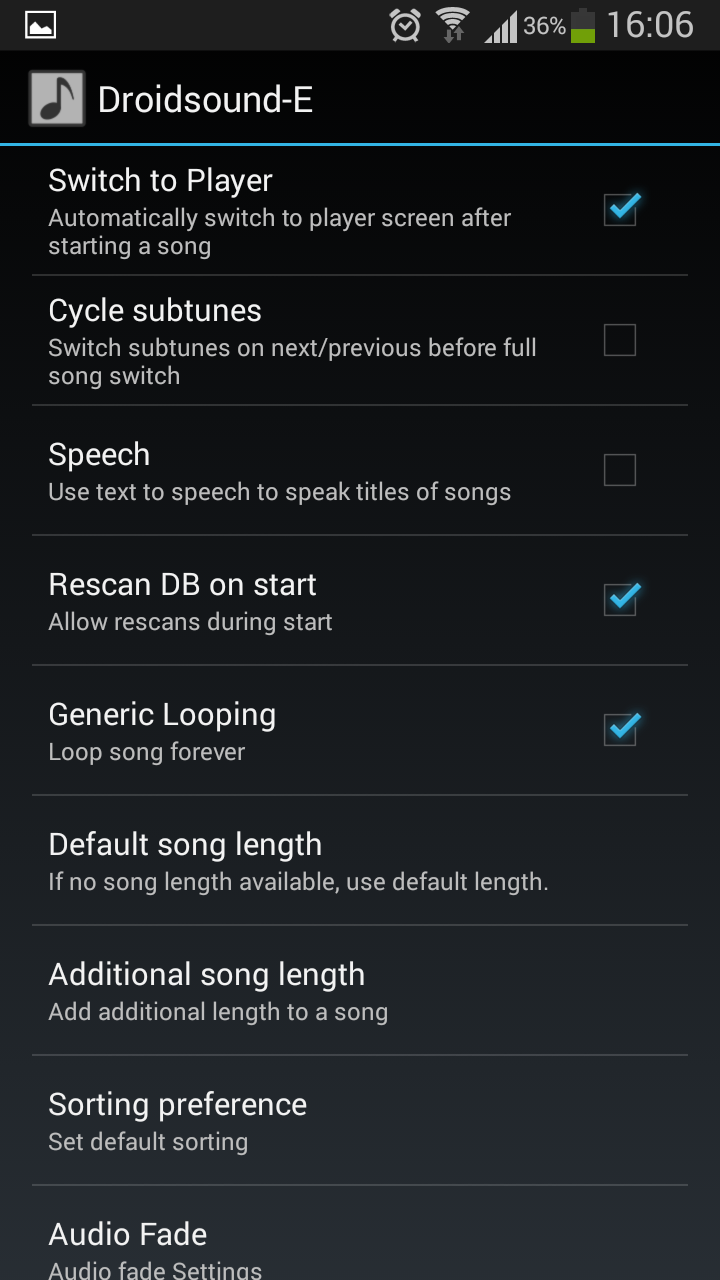 36% 16:06
Droidsound-E
Switch to Player
Automatically switch to player screen after
starting a song
Cycle subtunes
Switch subtunes on next/previous before full
song switch
Speech
Use text to speech to speak titles of songs
Rescan DB on start
Allow rescans during start
Generic Looping
Loop song forever
Default song length
If no song length available, use default length.
Additional song length
Add additional length to a song
Sorting preference
Set default sorting
Audio Fade
Audio fade Settings